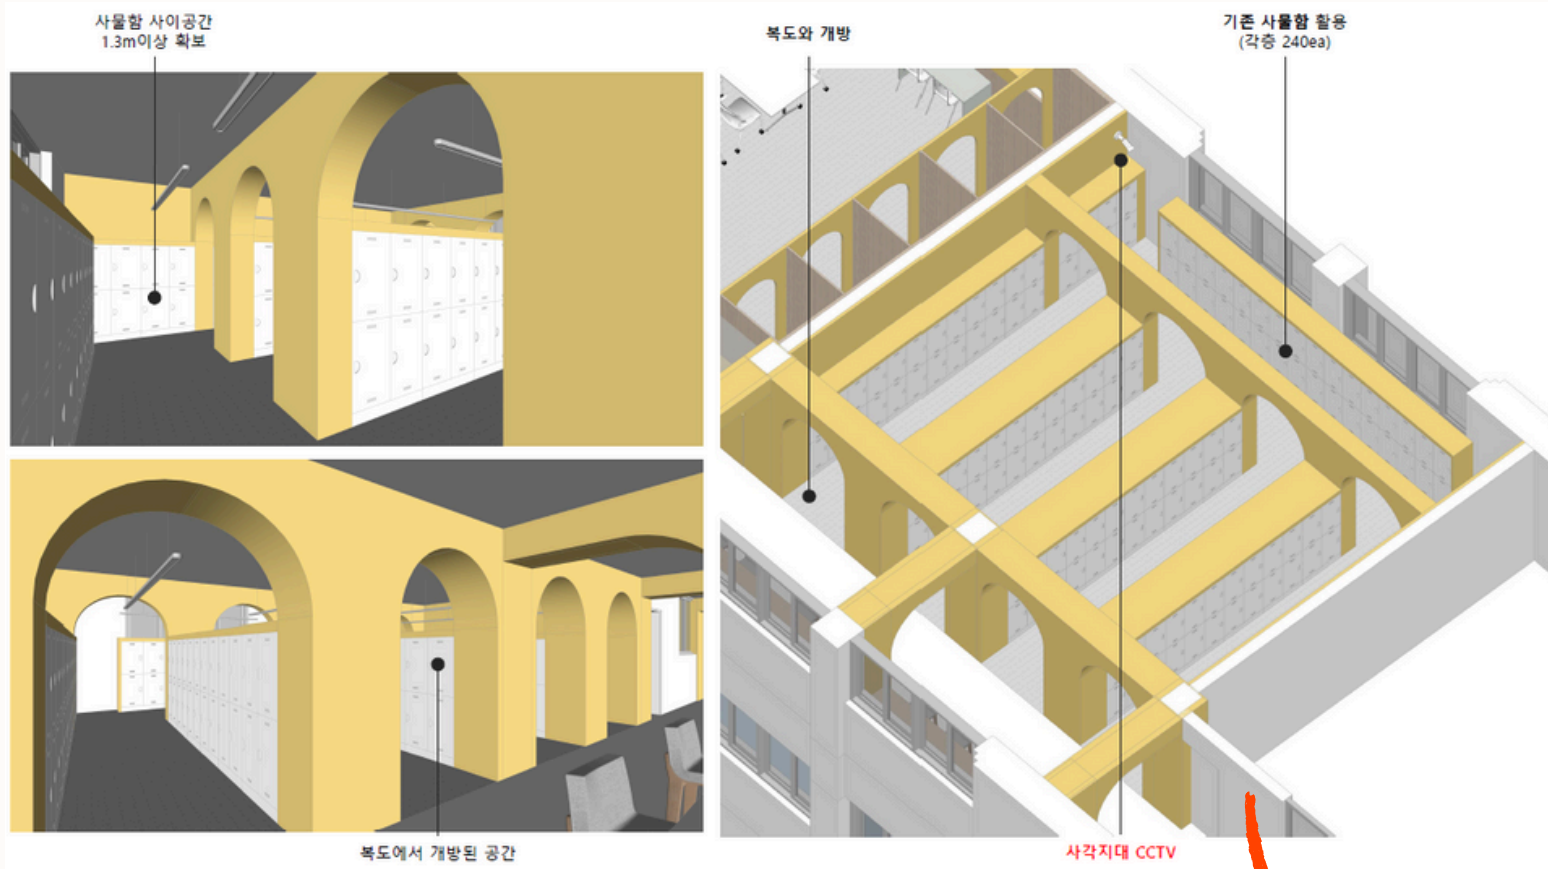 사물함 사이공간
1.3m이상 확보
복도와 개방
기존 사물함 활용
(각층 240ea)
복도에서 개방된 공간
사각지대 CCTV